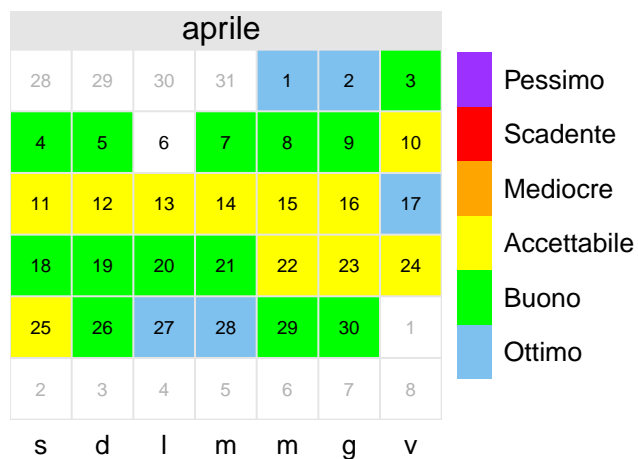 aprile
28 29 30 31 1 2 3
4 5 6 7 8 9 10
11 12 13 14 15 16 17
18 19 20 21 22 23 24
25 26 27 28 29 30 1
2 3 4 5 6 7 8
s d l m m g v
Pessimo
Scadente
Mediocre
Accettabile
Buono
Ottimo